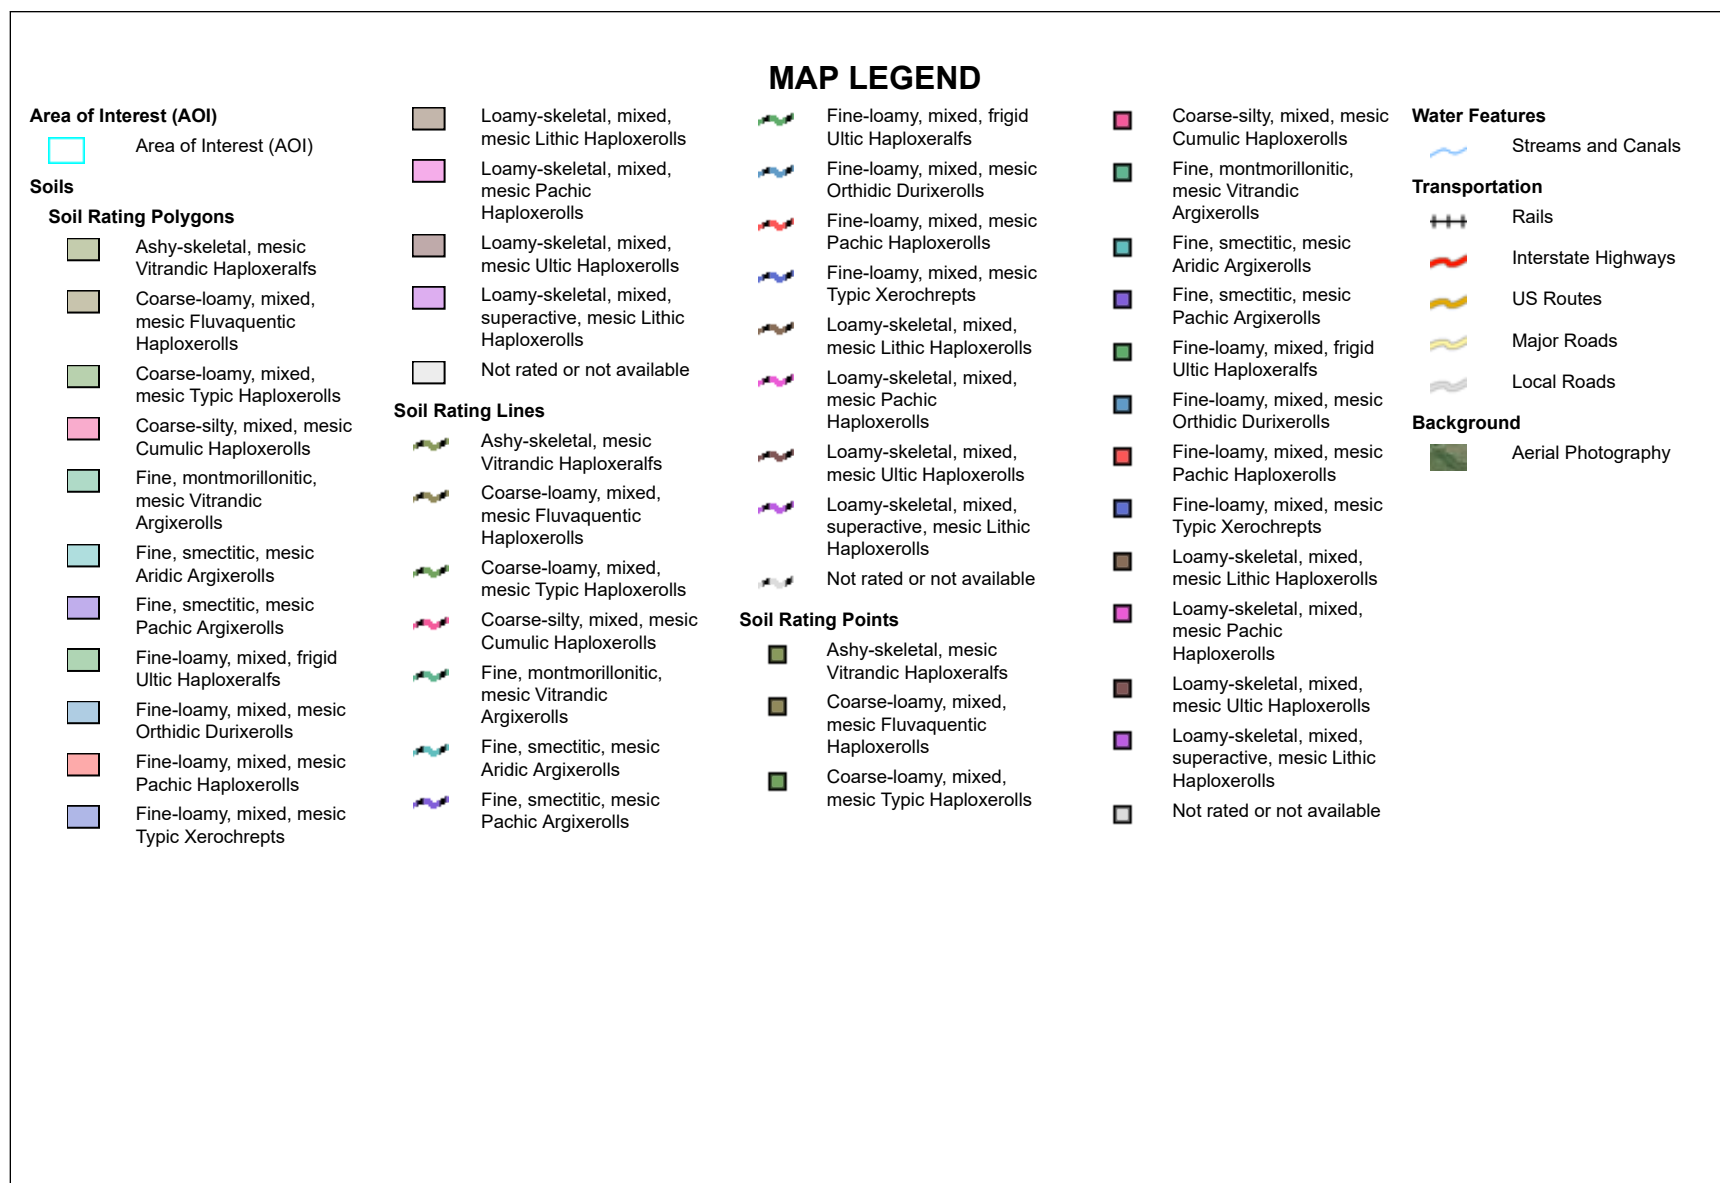 MAP LEGEND
Area of Interest (AOI)
Area of Interest (AOI)
Soils
Soil Rating Polygons
Ashy-skeletal, mesic
Vitrandic Haploxeralfs
Coarse-loamy, mixed,
mesic Fluvaquentic
Haploxerolls
Coarse-loamy, mixed,
mesic Typic Haploxerolls
Coarse-silty, mixed, mesic
Cumulic Haploxerolls
Fine, montmorillonitic,
mesic Vitrandic
Argixerolls
Fine, smectitic, mesic
Aridic Argixerolls
Fine, smectitic, mesic
Pachic Argixerolls
Fine-loamy, mixed, frigid
Ultic Haploxeralfs
Fine-loamy, mixed, mesic
Orthidic Durixerolls
Fine-loamy, mixed, mesic
Pachic Haploxerolls
Fine-loamy, mixed, mesic
Typic Xerochrepts
Loamy-skeletal, mixed,
mesic Lithic Haploxerolls
Loamy-skeletal, mixed,
mesic Pachic
Haploxerolls
Loamy-skeletal, mixed,
mesic Ultic Haploxerolls
Loamy-skeletal, mixed,
superactive, mesic Lithic
Haploxerolls
Not rated or not available
Soil Rating Lines
Ashy-skeletal, mesic
Vitrandic Haploxeralfs
Coarse-loamy, mixed,
mesic Fluvaquentic
Haploxerolls
Coarse-loamy, mixed,
mesic Typic Haploxerolls
Coarse-silty, mixed, mesic
Cumulic Haploxerolls
Fine, montmorillonitic,
mesic Vitrandic
Argixerolls
Fine, smectitic, mesic
Aridic Argixerolls
Fine, smectitic, mesic
Pachic Argixerolls
Fine-loamy, mixed, frigid
Ultic Haploxeralfs
Fine-loamy, mixed, mesic
Orthidic Durixerolls
Fine-loamy, mixed, mesic
Pachic Haploxerolls
Fine-loamy, mixed, mesic
Typic Xerochrepts
Loamy-skeletal, mixed,
mesic Lithic Haploxerolls
Loamy-skeletal, mixed,
mesic Pachic
Haploxerolls
Loamy-skeletal, mixed,
mesic Ultic Haploxerolls
Loamy-skeletal, mixed,
superactive, mesic Lithic
Haploxerolls
Not rated or not available
Soil Rating Points
Ashy-skeletal, mesic
Vitrandic Haploxeralfs
Coarse-loamy, mixed,
mesic Fluvaquentic
Haploxerolls
Coarse-loamy, mixed,
mesic Typic Haploxerolls
Coarse-silty, mixed, mesic
Cumulic Haploxerolls
Fine, montmorillonitic,
mesic Vitrandic
Argixerolls
Fine, smectitic, mesic
Aridic Argixerolls
Fine, smectitic, mesic
Pachic Argixerolls
Fine-loamy, mixed, frigid
Ultic Haploxeralfs
Fine-loamy, mixed, mesic
Orthidic Durixerolls
Fine-loamy, mixed, mesic
Pachic Haploxerolls
Fine-loamy, mixed, mesic
Typic Xerochrepts
Loamy-skeletal, mixed,
mesic Lithic Haploxerolls
Loamy-skeletal, mixed,
mesic Pachic
Haploxerolls
Loamy-skeletal, mixed,
mesic Ultic Haploxerolls
Loamy-skeletal, mixed,
superactive, mesic Lithic
Haploxerolls
Not rated or not available
Water Features
Streams and Canals
Transportation
Rails
Interstate Highways
US Routes
Major Roads
Local Roads
Background
Aerial Photography